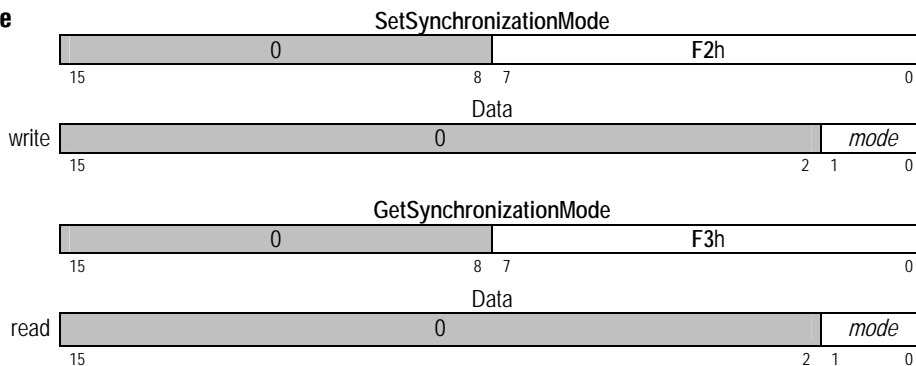 e
SetSynchronizationMode
0 F2h
15 8 7 0
Data
write 0 mode
15 2 1 0
GetSynchronizationMode
0 F3h
15 8 7 0
Data
read 0 mode
15 2 1 0